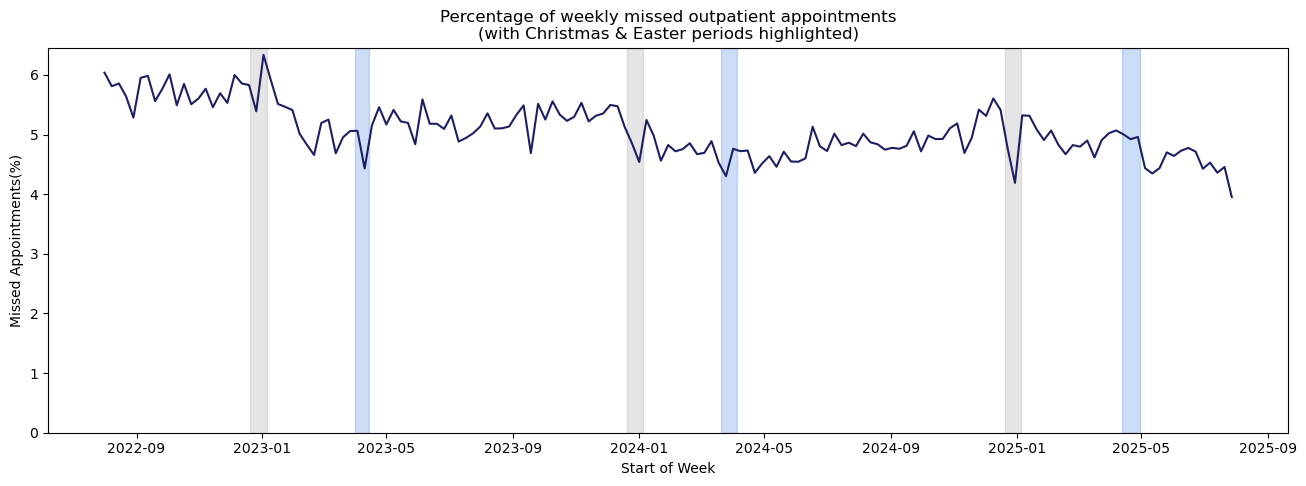 Percentage of weekly missed outpatient appointments
(with Christmas & Easter periods highlighted)
Missed Appointments(%)
6
5
4
3
2
1
0
2022-09 2023-01 2023-05 2023-09 2024-01 2024-05 2024-09 2025-01 2025-05 2025-09
Start of Week